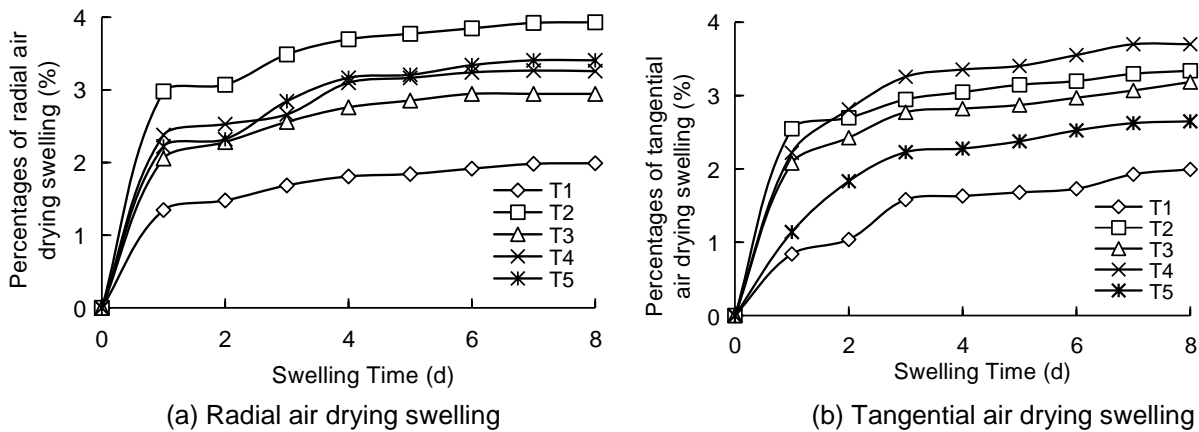 Percentages of radial air
drying swelling (%)
4
3
2
1
0
0 2 4 6 8
Swelling Time (d)
T1
T2
T3
T4
T5
(a) Radial air drying swelling
Percentages of tangential
air drying swelling (%)
4
3
2
1
0
0 2 4 6 8
Swelling Time (d)
T1
T2
T3
T4
T5
(b) Tangential air drying swelling